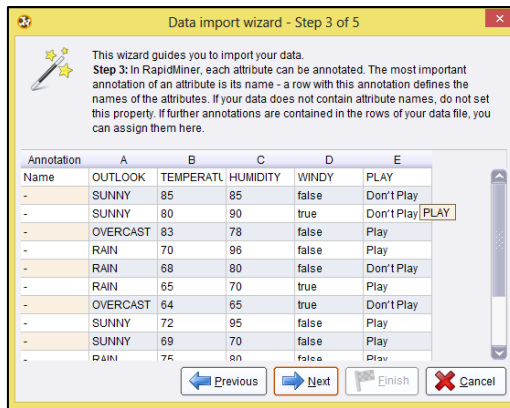 Data import wizard - Step 3 of 5
This wizard guides you to import your data.
Step 3: In RapidMiner, each attribute can be annotated. The most important
annotation of an attribute is its name - a row with this annotation defines the
names of the attributes. If your data does not contain attribute names, do not set
this property. If further annotations are contained in the rows of your data file, you
can assign them here.
Annotation A B C D E
Name OUTLOOK TEMPERATU HUMIDITY WINDY PLAY
- SUNNY 85 85 false Don't Play
- SUNNY 80 90 true Don't Play PLAY
- OVERCAST 83 78 false Play
- RAIN 70 96 false Play
- RAIN 68 80 false Don't Play
- RAIN 65 70 true Play
- OVERCAST 64 65 true Don't Play
- SUNNY 72 95 false Play
- SUNNY 69 70 false Play
- RAIN 75 80 false Play
Previous Next Finish Cancel